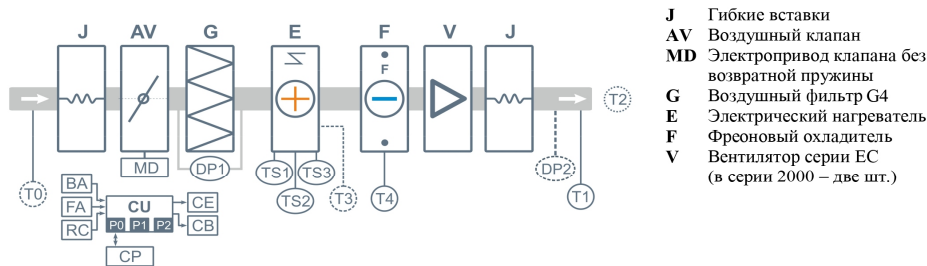 J AV G E F V J
F
T2
MD DP1 TS1 TS3 DP2
T0 TS2 T3 T4 T1
BA
FA CU CE
RC P0 P1 P2 CB
CP
J Гибкие вставки
AV Воздушный клапан
MD Электропривод клапана без
возвратной пружины
G Воздушный фильтр G4
E Электрический нагреватель
F Фреоновый охладитель
V Вентилятор серии ЕС
(в серии 2000 – две шт.)